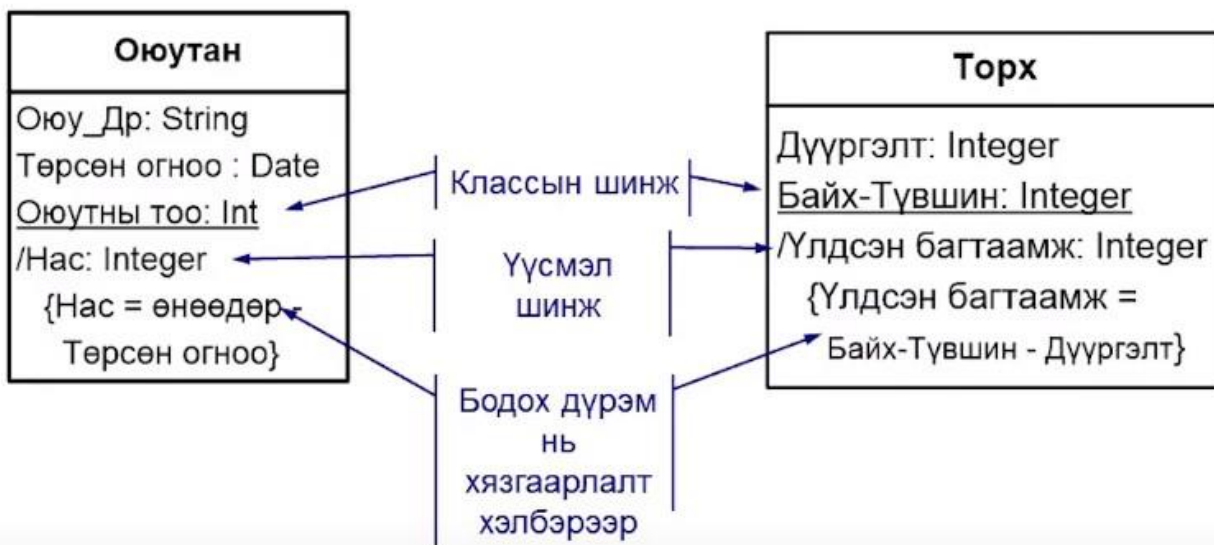 Оюутан
Оюу_Др: String
Төрсөн огноо : Date
Оюутны тоо: Int
/Нас: Integer
{Нас = өнөөдөр -
Төрсөн огноо}
Классын шинж
Үүсмэл
шинж
Бодох дүрэм
нь
хязгаарлалт
хэлбэрээр
Торх
Дүүргэлт: Integer
Байх-Түвшин: Integer
/Үлдсэн багтаамж: Integer
{Үлдсэн багтаамж =
Байх-Түвшин - Дүүргэлт}